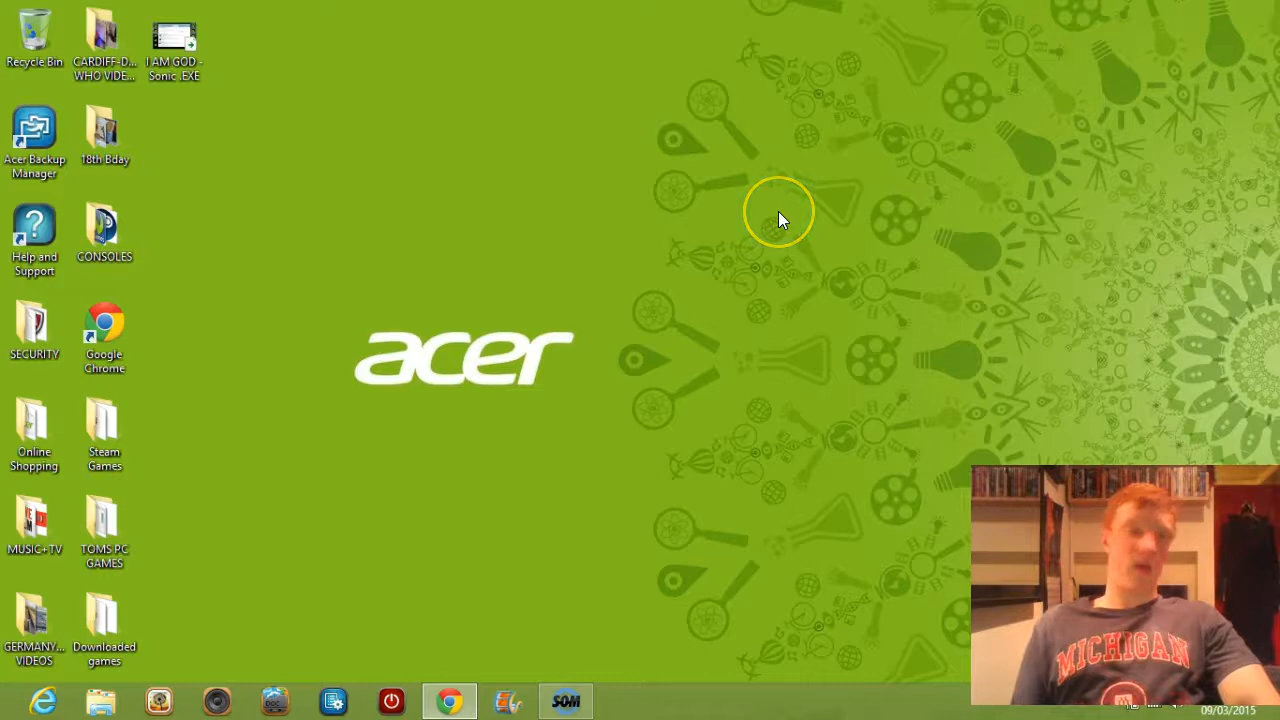 Recycle Bin
CARDIFF-D...
WHO VIDE...
I AM GOD -
Sonic .EXE
Acer Backup
Manager
18th Bday
Help and
Support
CONSOLES
SECURITY
Google
Chrome
acer
Online
Shopping
Steam
Games
MUSIC+TV
TOMS PC
GAMES
GERMANY...
VIDEOS
Downloaded
games
MICHIGAN
DOC
SOM
09/03/2015